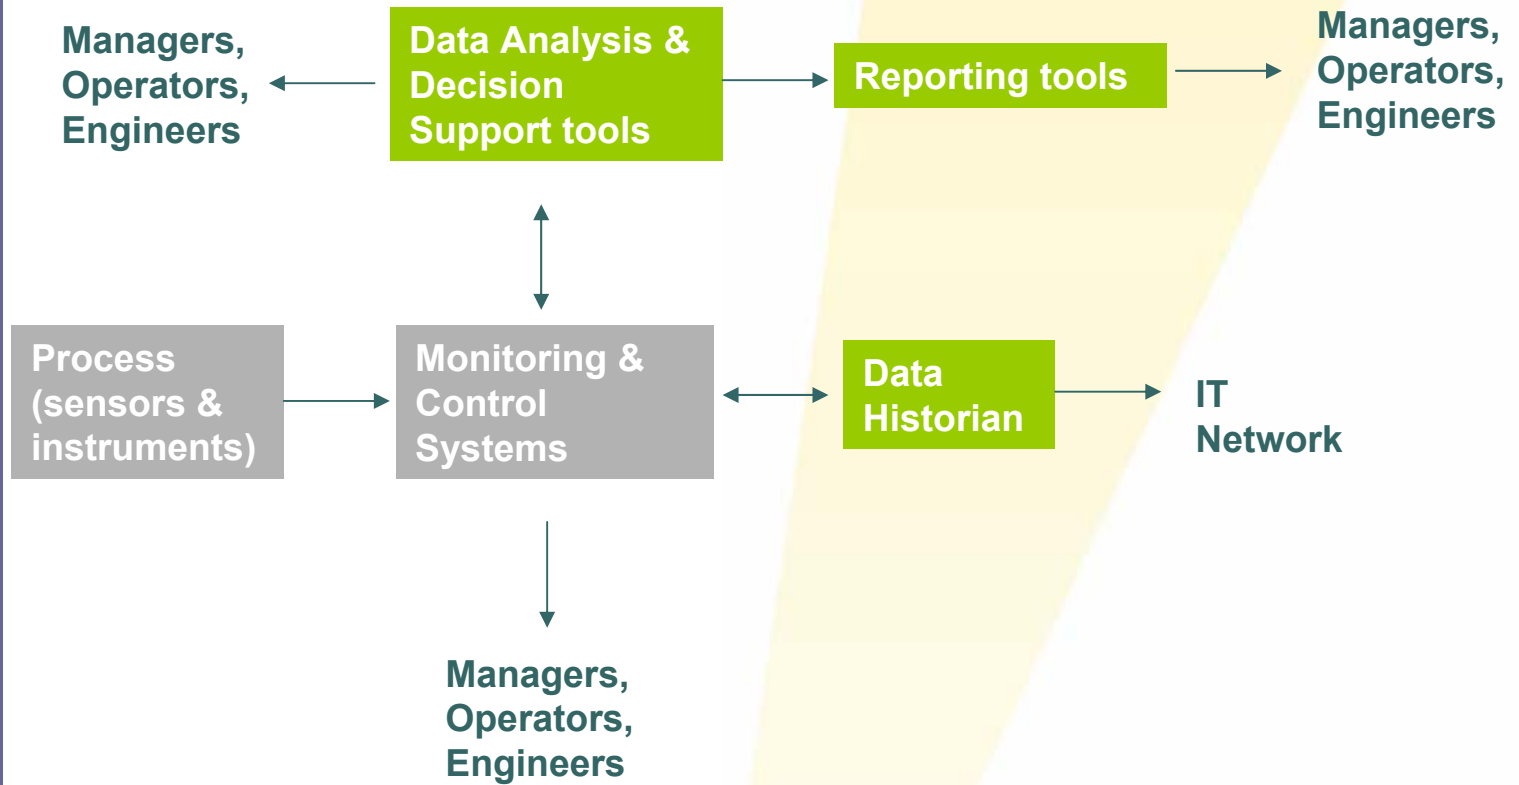 Managers,
Operators,
Engineers
Data Analysis &
Decision
Support tools
Reporting tools
Managers,
Operators,
Engineers
Process
(sensors &
instruments)
Monitoring &
Control
Systems
Data
Historian
IT
Network
Managers,
Operators,
Engineers